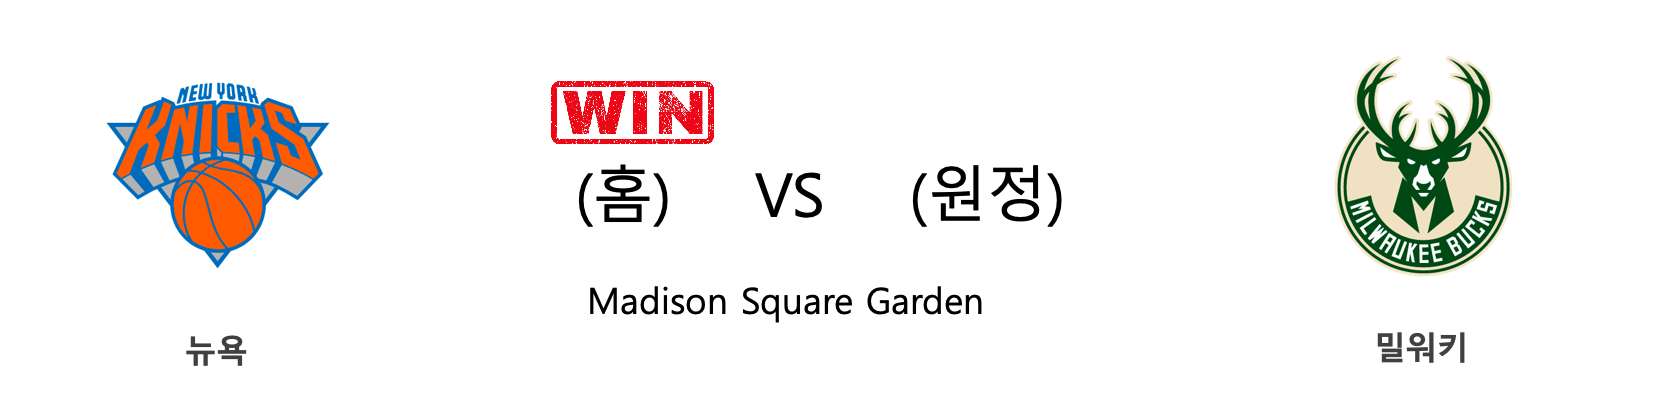 NEW YORK
KNICKS
뉴욕
WIN
(홈) VS (원정)
Madison Square Garden
MILWAUKEE BUCKS
밀워키